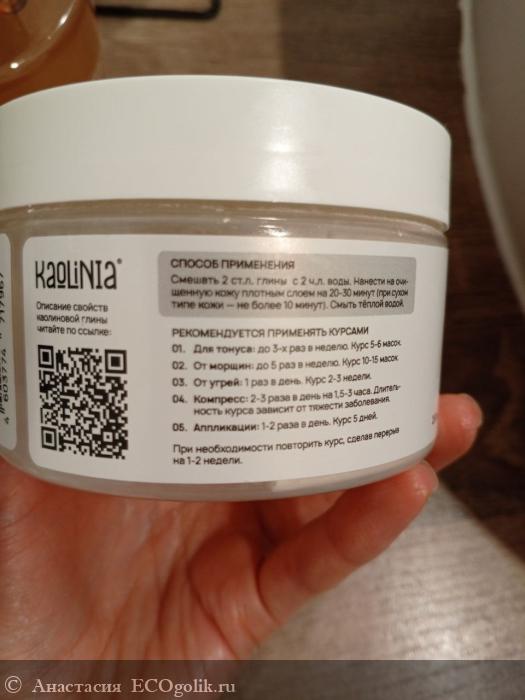 KAOLINIA®
Описание свойств
каолиновой глины
читайте по ссылке:
4 603774 717967
СПОСОБ ПРИМЕНЕНИЯ
Смешать 2 ст.л. глины с 2 ч.л. воды. Нанести на очи-
щенную кожу плотным слоем на 20-30 минут (при сухом
типе кожи — не более 10 минут). Смыть тёплой водой.
РЕКОМЕНДУЕТСЯ ПРИМЕНЯТЬ КУРСАМИ
01. Для тонуса: до 3-х раз в неделю. Курс 5-6 масок.
02. От морщин: до 5 раз в неделю. Курс 10-15 масок
03. От угрей: 1 раз в день. Курс 2-3 недели.
04. Компресс: 2-3 раза в день на 1,5-3 часа. Длитель-
ность курса зависит от тяжести заболевания.
05. Аппликации: 1-2 раза в день. Курс 5 дней.
При необходимости повторить курс, сделав перерыв
на 1-2 недели.
© Анастасия ECOgolik.ru